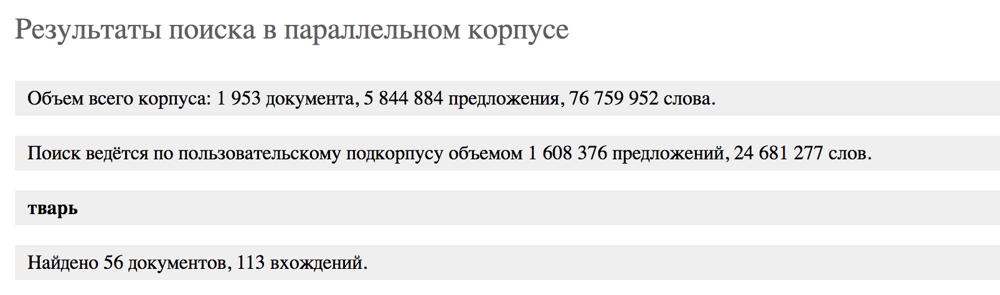 Результаты поиска в параллельном корпусе
Объем всего корпуса: 1 953 документа, 5 844 884 предложения, 76 759 952 слова.
Поиск ведётся по пользовательскому подкорпусу объемом 1 608 376 предложений, 24 681 277 слов.
тварь
Найдено 56 документов, 113 вхождений.